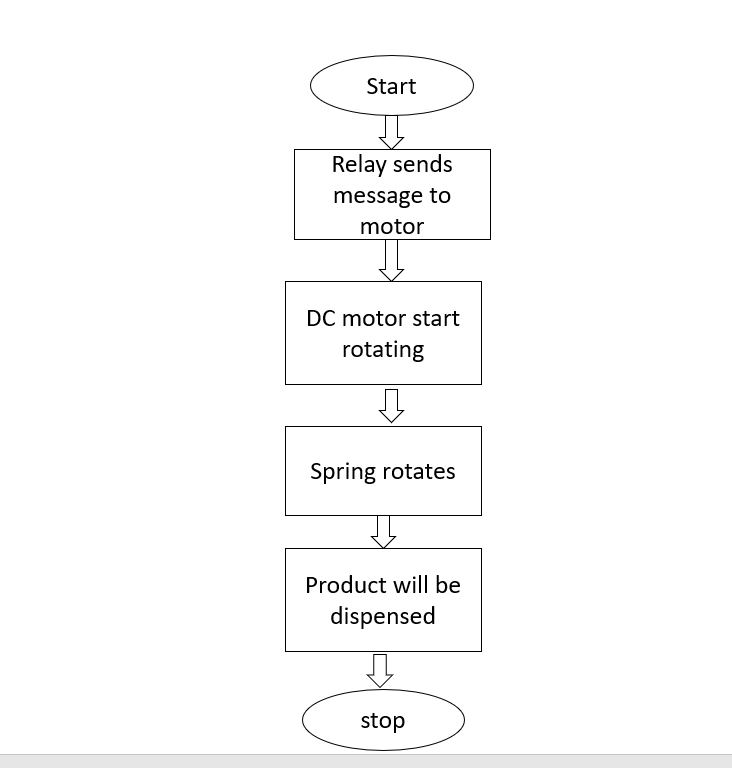 Start
Relay sends
message to
motor
DC motor start
rotating
Spring rotates
Product will be
dispensed
stop